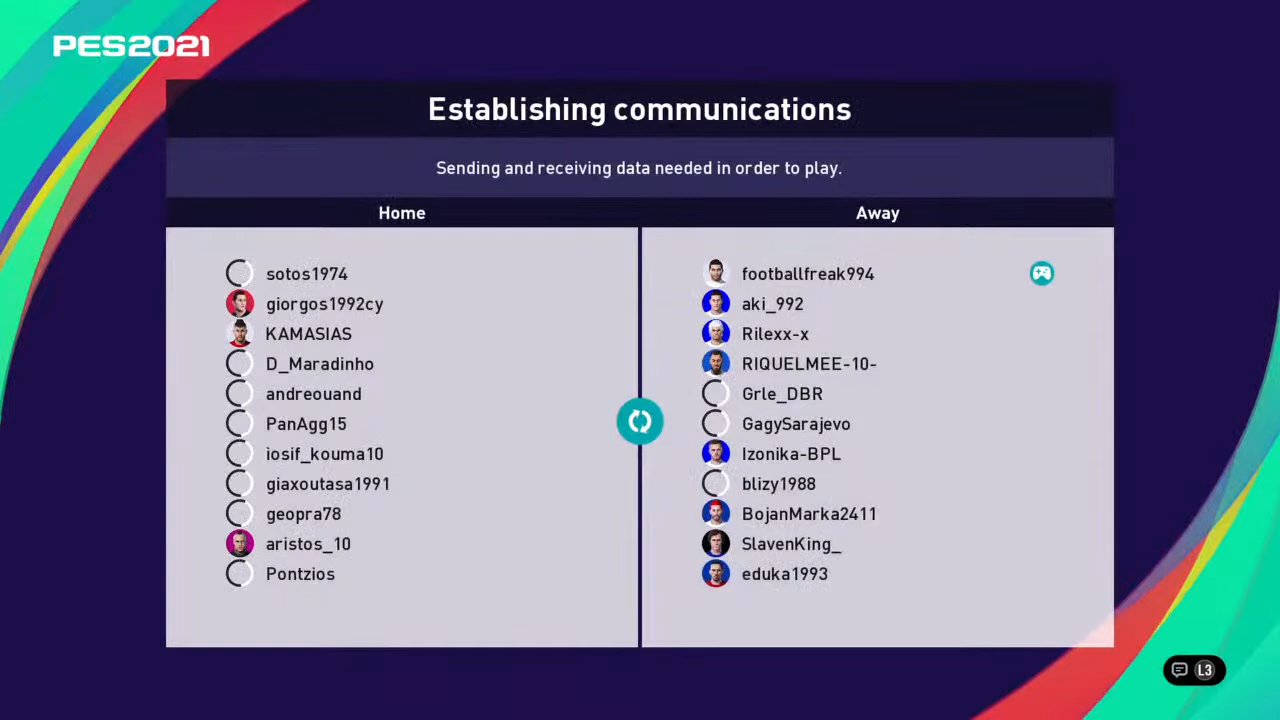 PES2021
Establishing communications
Sending and receiving data needed in order to play.
Home
Away
sotos1974
giorgos1992cy
KAMASIAS
D_Maradinho
andreouand
PanAgg15
iosif_kouma10
giaxoutasa1991
geopra78
aristos_10
Pontzios
footballfreak994
aki_992
Rilexx-x
RIQUELMEE-10-
Grle_DBR
GagySarajevo
Izonika-BPL
blizy1988
BojanMarka2411
SlavenKing_
eduka1993
L3